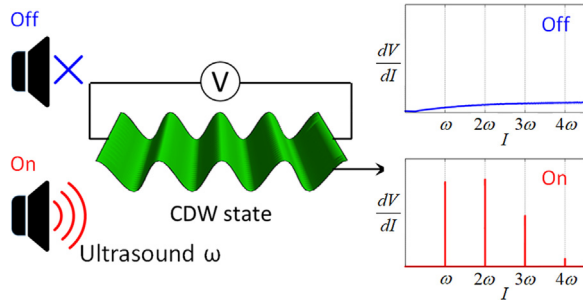 Off
V
On
CDW state
Ultrasound ω
dV
dI
Off
ω 2ω 3ω 4ω
I
dV
dI
On
ω 2ω 3ω 4ω
I